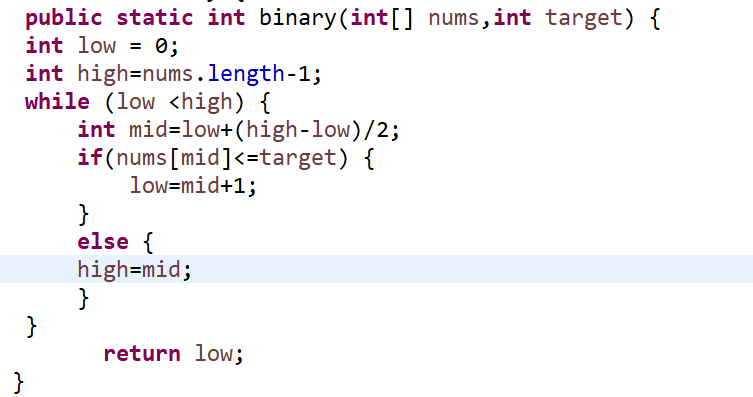 public static int binary(int[] nums,int target) {
int low = 0;
int high=nums.length-1;
while (low <high) {
int mid=low+(high-low)/2;
if(nums[mid]<=target) {
low=mid+1;
}
else {
high=mid;
}
}
return low;
}